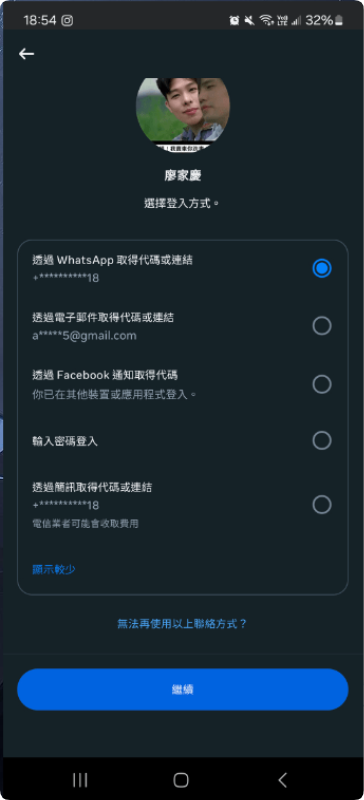 18:54
32%
廖家慶
選擇登入方式。
透過 WhatsApp 取得代碼或連結
+**********18
透過電子郵件取得代碼或連結
a*****5@gmail.com
透過 Facebook 通知取得代碼
你已在其他裝置或應用程式登入。
輸入密碼登入
透過簡訊取得代碼或連結
+**********18
電信業者可能會收取費用
顯示較少
無法再使用以上聯絡方式？
繼續